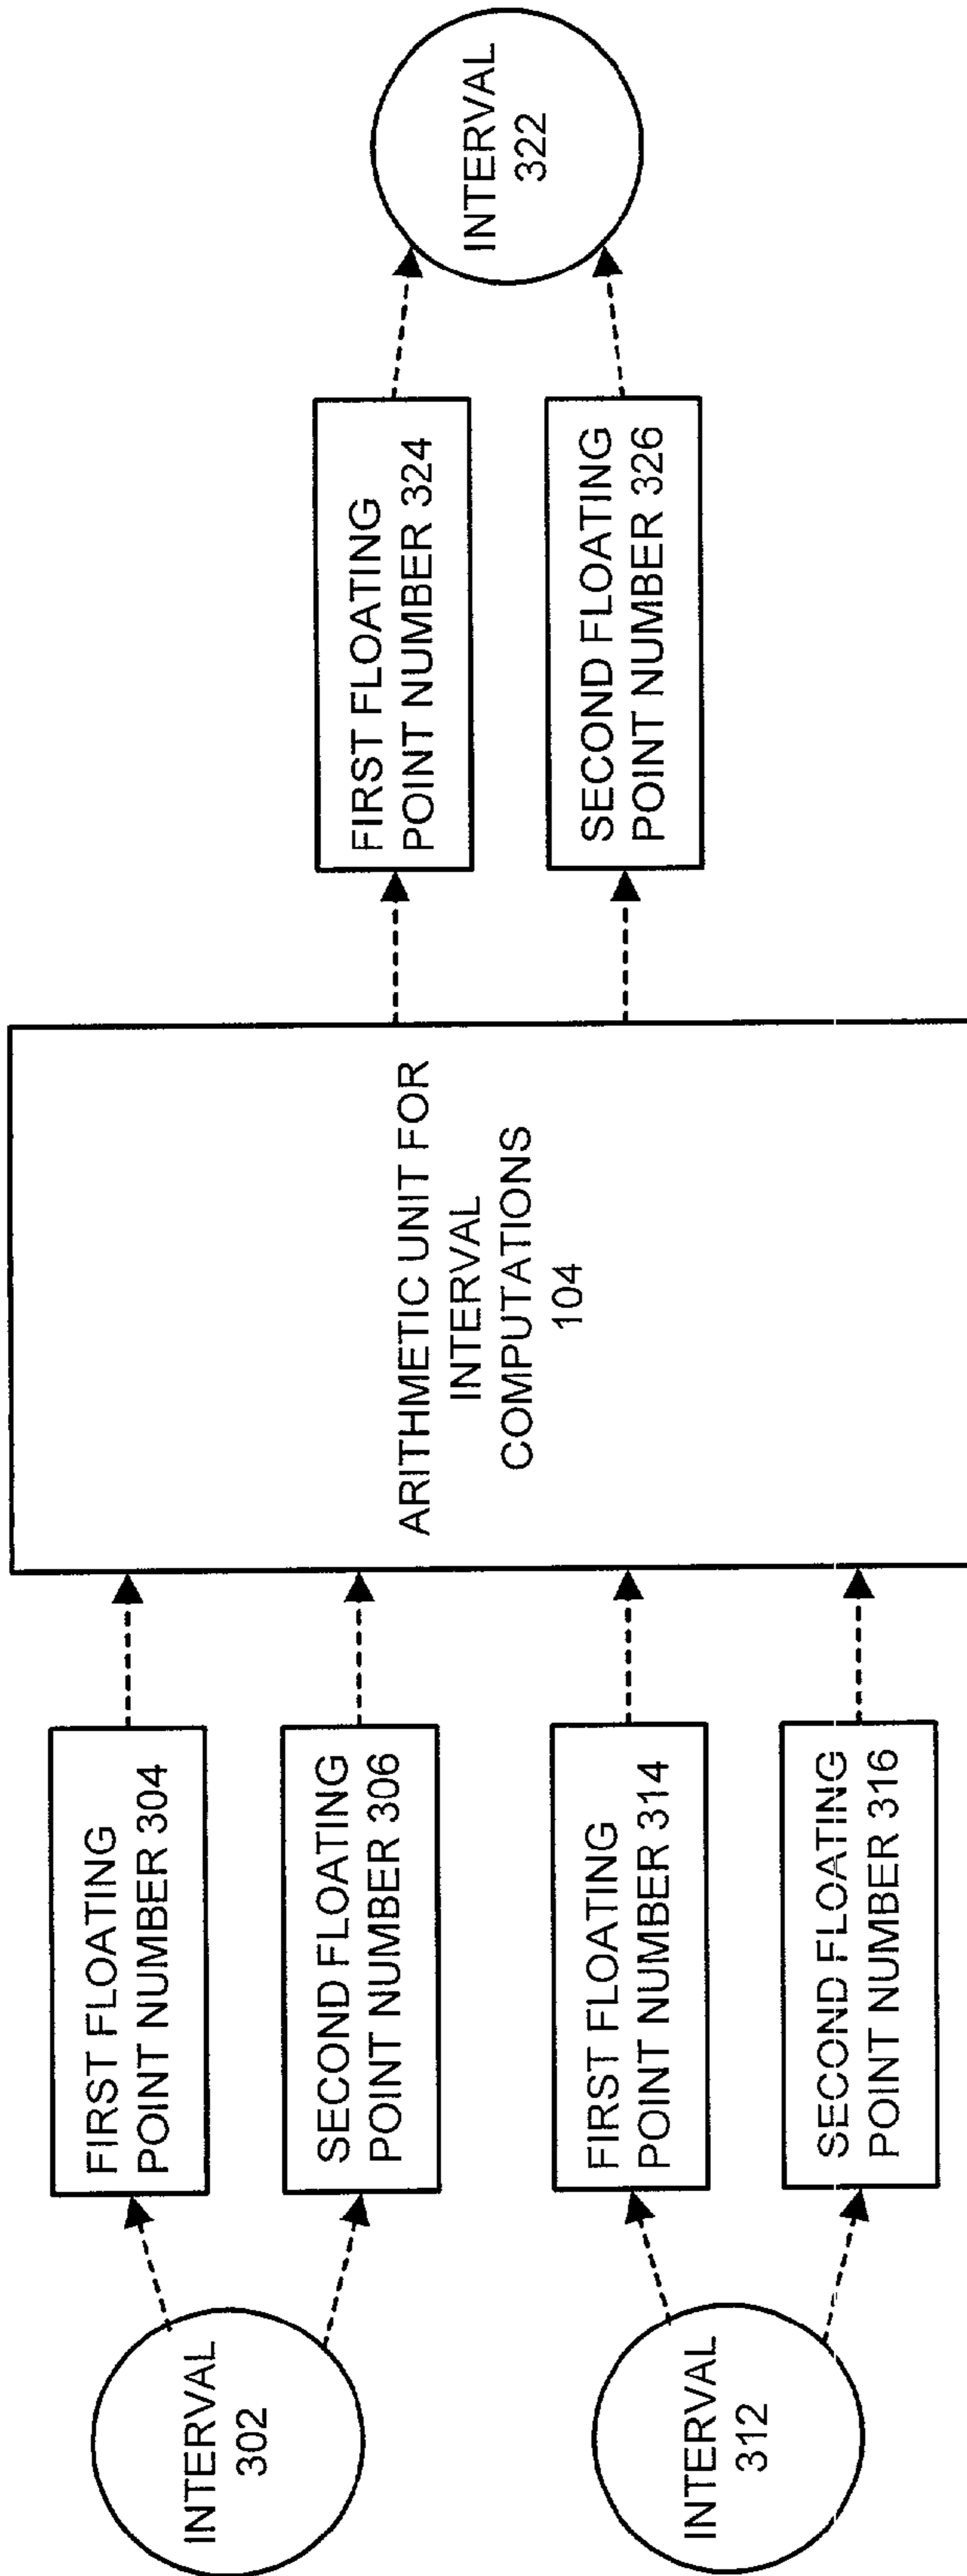 INTERVAL
302
FIRST FLOATING
POINT NUMBER 304
SECOND FLOATING
POINT NUMBER 306
INTERVAL
312
FIRST FLOATING
POINT NUMBER 314
SECOND FLOATING
POINT NUMBER 316
ARITHMETIC UNIT FOR
INTERVAL
COMPUTATIONS
104
FIRST FLOATING
POINT NUMBER 324
SECOND FLOATING
POINT NUMBER 326
INTERVAL
322